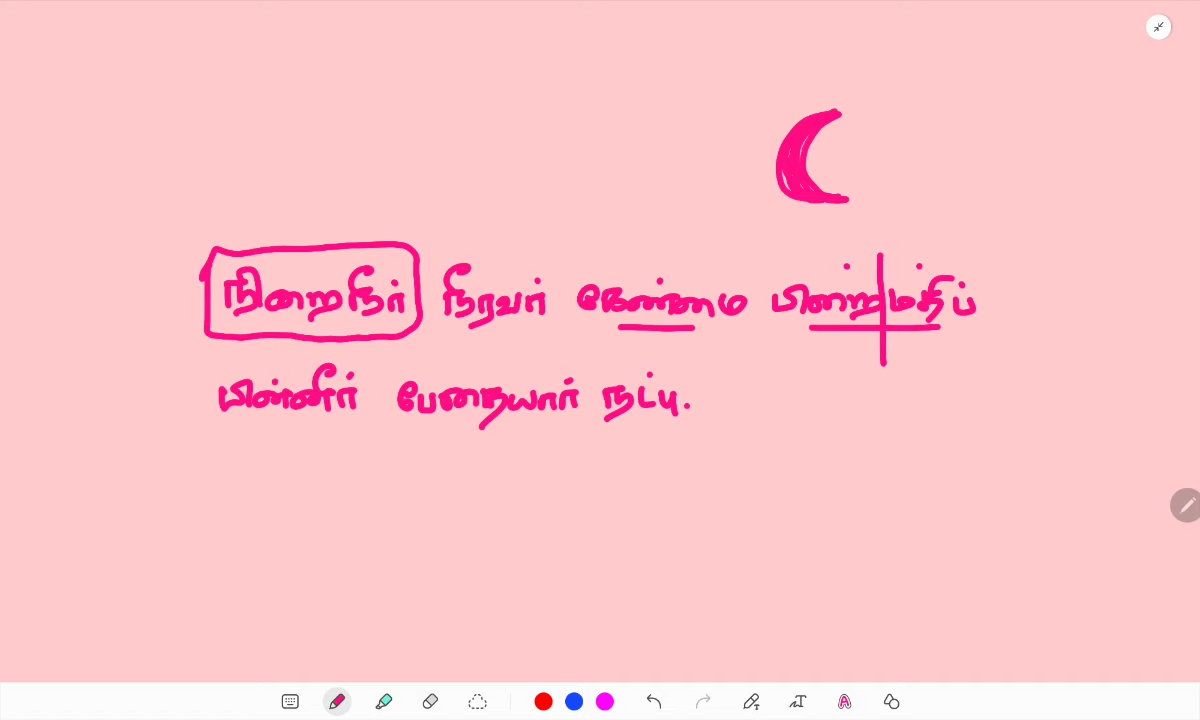 நிறைநீர் நீரவர் கேண்மை பிறைமதிப்
பின்னீர் பேதையார் நட்பு.